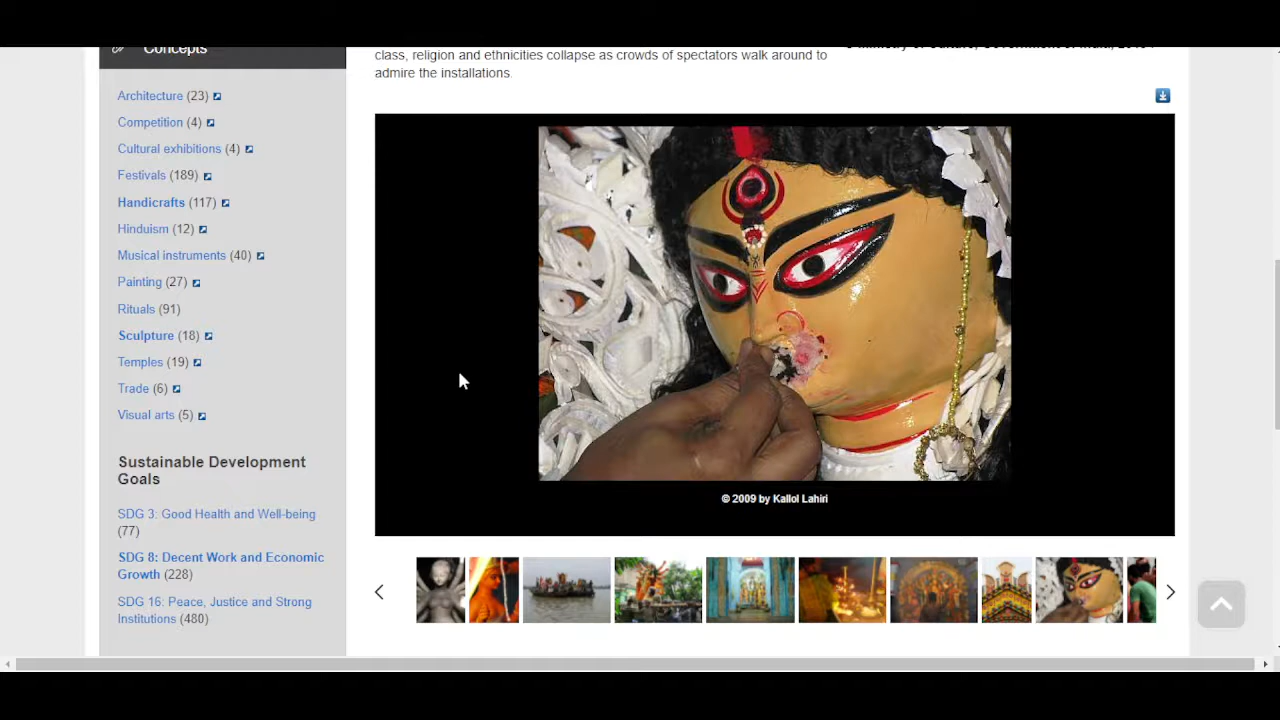 Concepts
class, religion and ethnicities collapse as crowds of spectators walk around to
admire the installations.
Architecture (23)
Competition (4)
Cultural exhibitions (4)
Festivals (189)
Handicrafts (117)
Hinduism (12)
Musical instruments (40)
Painting (27)
Rituals (91)
Sculpture (18)
Temples (19)
Trade (6)
Visual arts (5)
Sustainable Development
Goals
SDG 3: Good Health and Well-being
(77)
SDG 8: Decent Work and Economic
Growth (228)
SDG 16: Peace, Justice and Strong
Institutions (480)
© 2009 by Kallol Lahiri